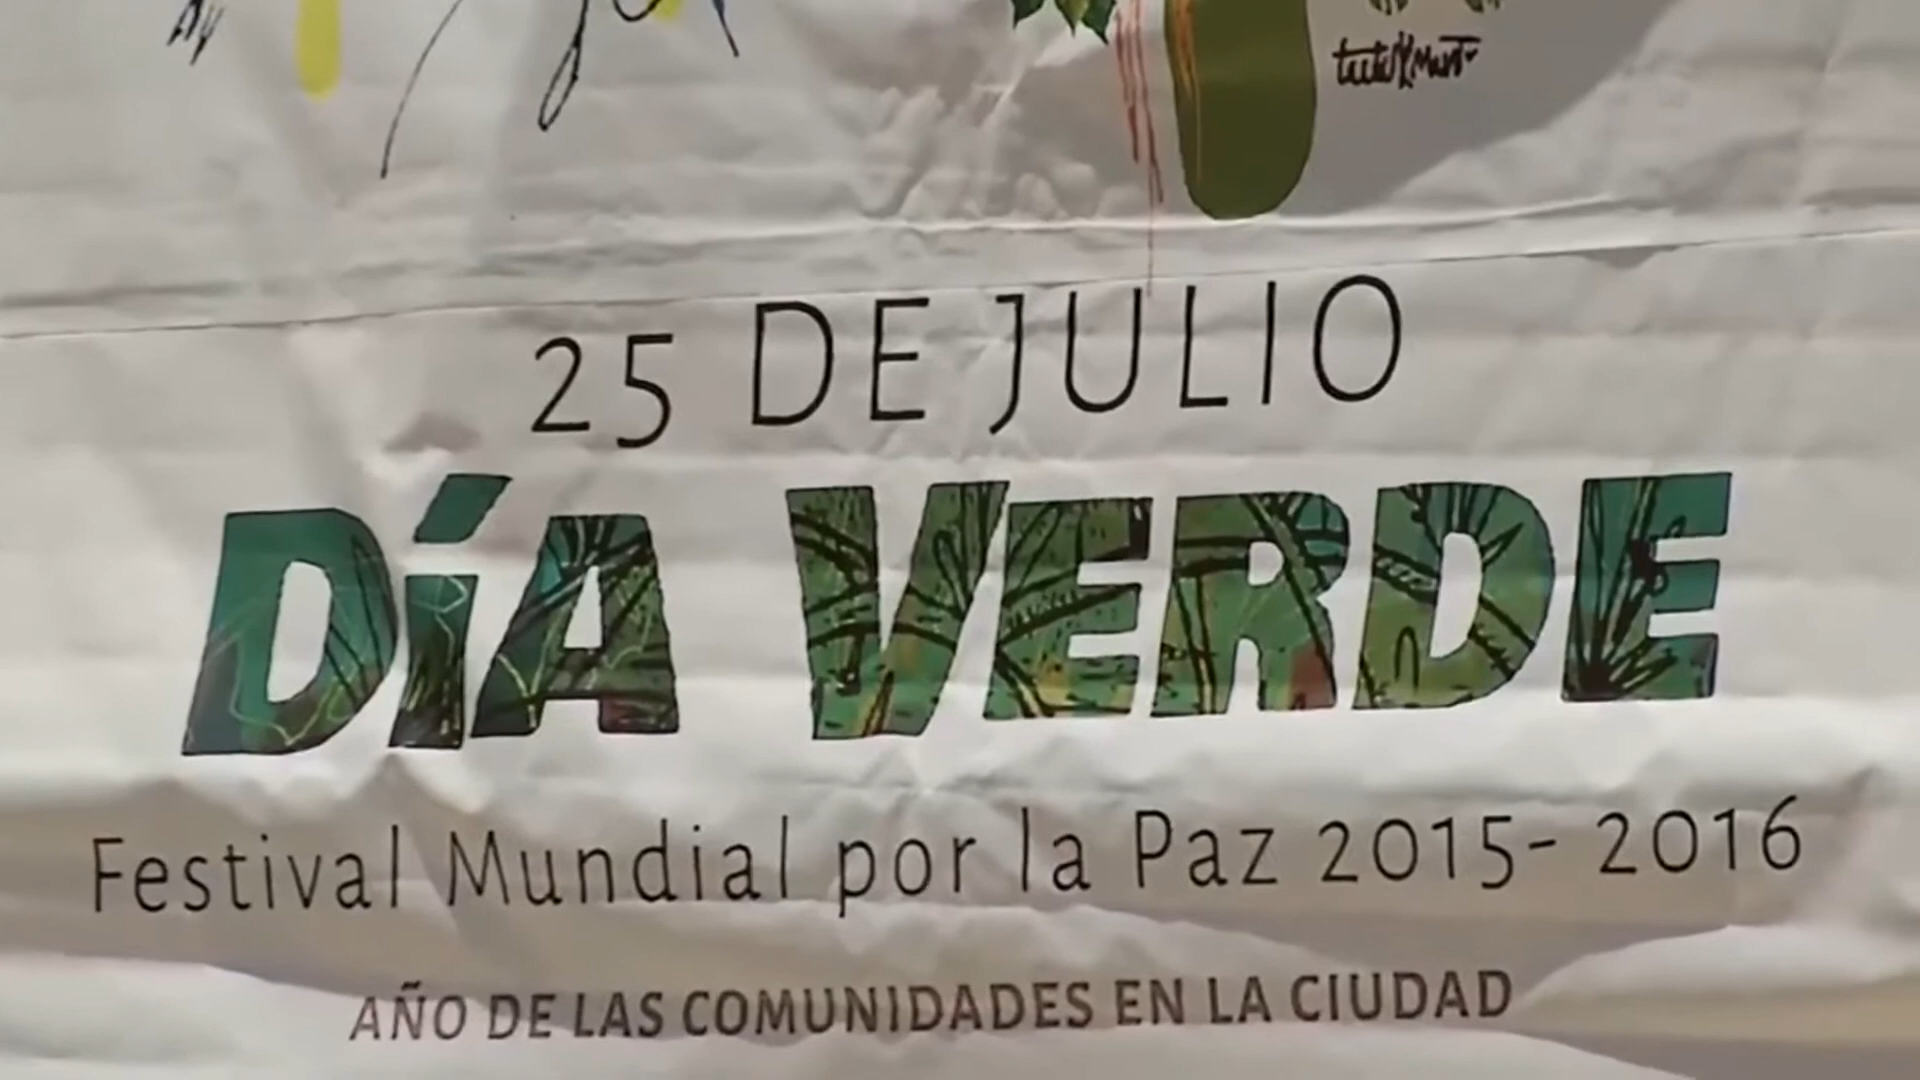 25 DE JULIO
DíA VERDE
Festival Mundial por la Paz 2015- 2016
AÑO DE LAS COMUNIDADES EN LA CIUDAD